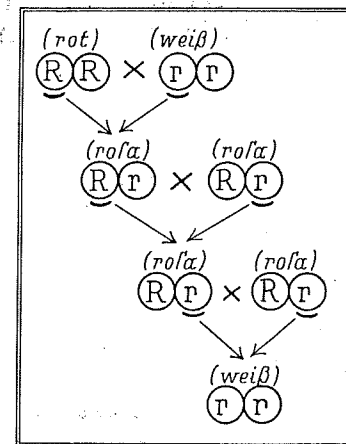 (rot) (weiß)
R R × r r
(roſa) (roſa)
R r × R r
(roſa) (roſa)
R r × R r
(weiß)
r r